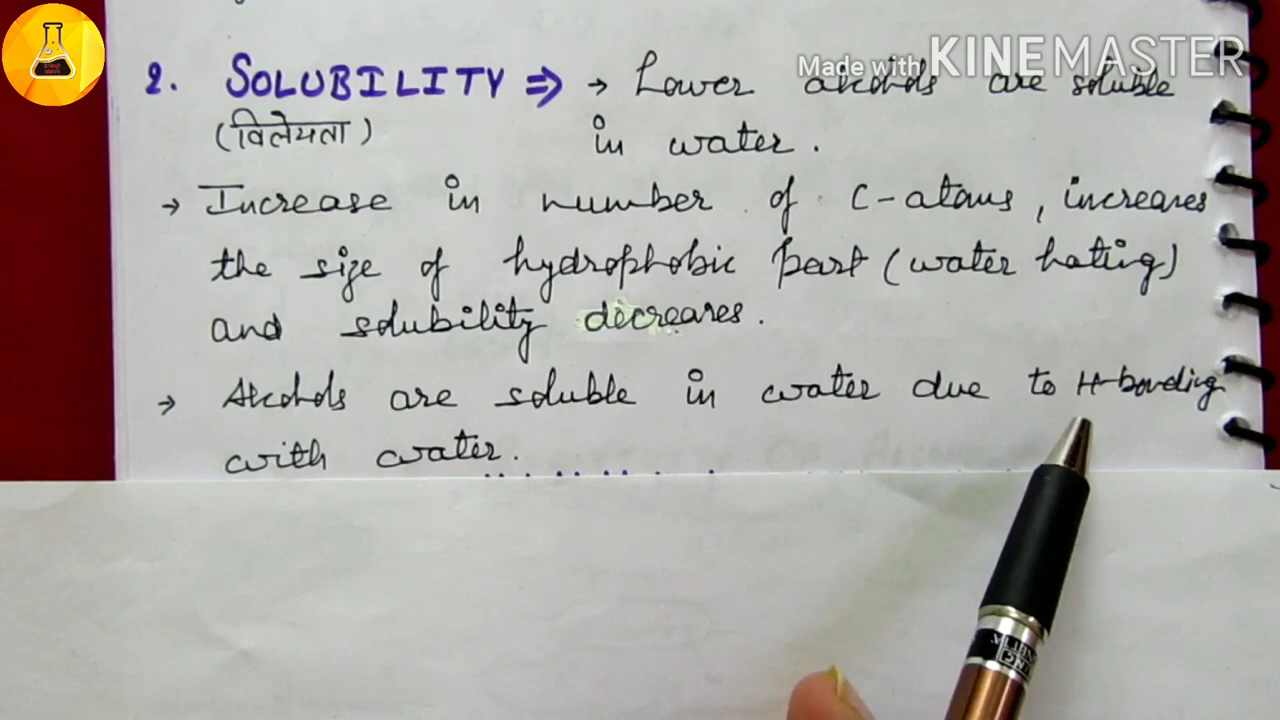 Made with KINEMASTER
2. SOLUBILITY ⇒ → Lower alcohols are soluble
(विलेयता) in water.
→ Increase in number of C-atoms, increases
the size of hydrophobic part (water hating)
and solubility decreases.
→ Alcohols are soluble in water due to H-bonding
with water.